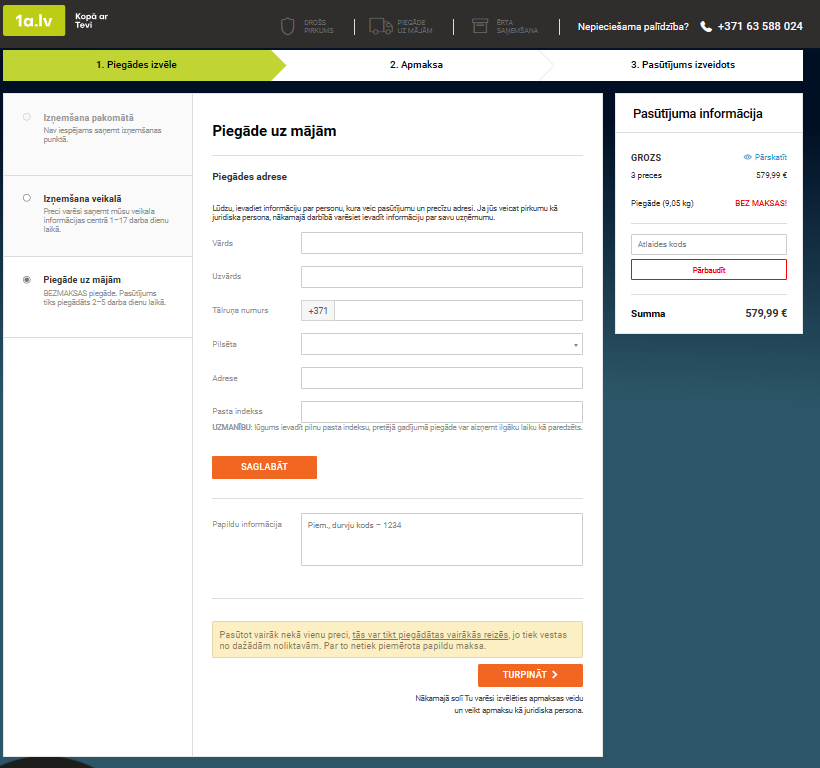 1a.lv
Kopā ar
Tevi
DROŠS
PIRKUMS
PIEGĀDE
UZ MĀJĀM
ĒRTA
SAŅEMŠANA
Nepieciešama palīdzība?
+371 63 588 024
1. Piegādes izvēle
2. Apmaksa
3. Pasūtījums izveidots
Izņemšana pakomātā
Nav iespējams saņemt izņemšanas
punktā.
Izņemšana veikalā
Preci varēsi saņemt mūsu veikala
informācijas centrā 1–17 darba dienu
laikā.
Piegāde uz mājām
BEZMAKSAS piegāde. Pasūtījums
tiks piegādāts 2–5 darba dienu laikā.
Piegāde uz mājām
Piegādes adrese
Lūdzu, ievadiet informāciju par personu, kura veic pasūtījumu un precīzu adresi. Ja jūs veicat pirkumu kā
juridiska persona, nākamajā darbībā varēsiet ievadīt informāciju par savu uzņēmumu.
Vārds
Uzvārds
Tālruņa numurs
+371
Pilsēta
Adrese
Pasta indekss
UZMANĪBU: lūgums ievadīt pilnu pasta indeksu, pretējā gadījumā piegāde var aizņemt ilgāku laiku kā paredzēts.
SAGLABĀT
Papildu informācija
Piem., durvju kods – 1234
Pasūtot vairāk nekā vienu preci, tās var tikt piegādātas vairākās reizēs, jo tiek vestas
no dažādām noliktavām. Par to netiek piemērota papildu maksa.
TURPINĀT
Nākamajā solī Tu varēsi izvēlēties apmaksas veidu
un veikt apmaksu kā juridiska persona.
Pasūtījuma informācija
GROZS
Pārskatīt
3 preces
579,99 €
Piegāde (9,05 kg)
BEZ MAKSAS!
Atlaides kods
Pārbaudīt
Summa
579,99 €